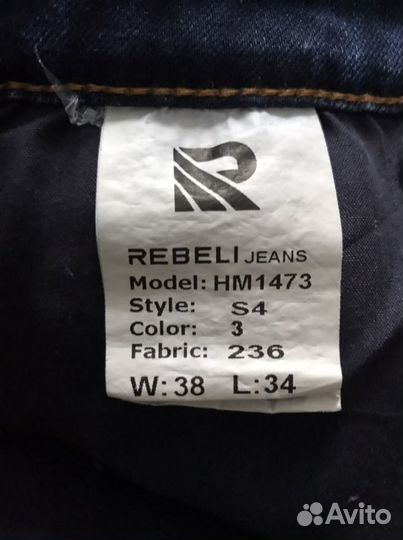 REBELI JEANS
Model: HM1473
Style: S4
Color: 3
Fabric: 236
W:38 L:34
Avito